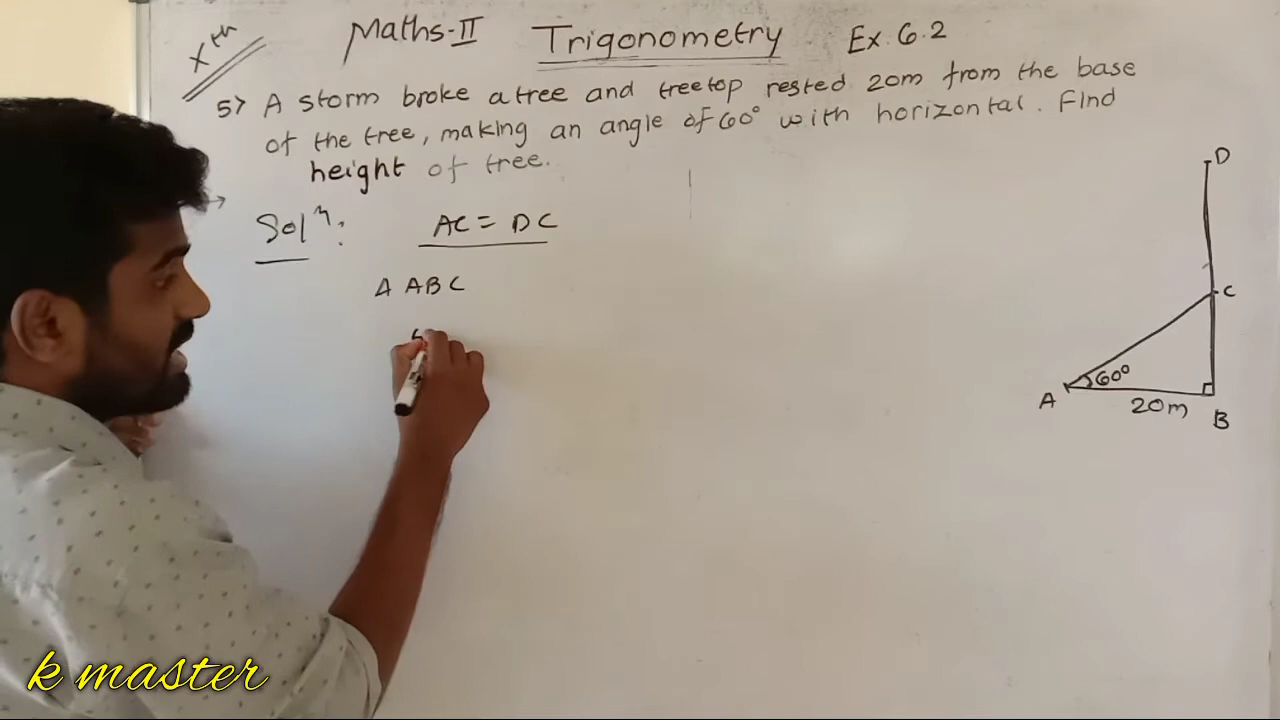 Xth
Maths-II Trigonometry Ex. 6.2
5> A storm broke a tree and treetop rested 20m from the base
of the tree, making an angle of 60° with horizontal. Find
height of tree.
Solⁿ: AC = DC
Δ ABC
D
C
60°
A
20m
B
k master